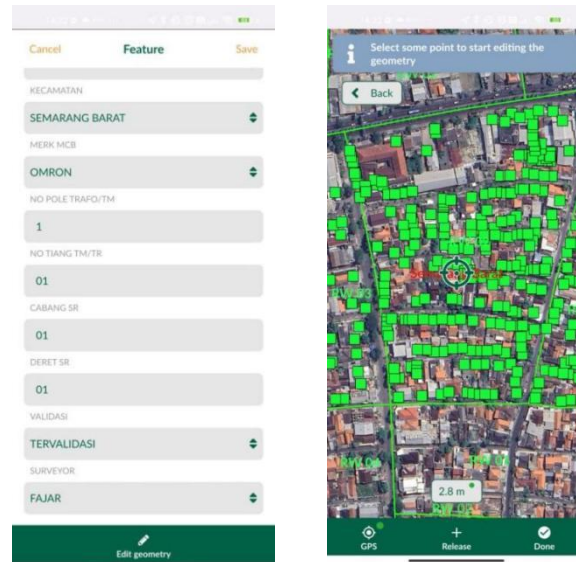 Cancel
Feature
Save
KECAMATAN
SEMARANG BARAT
MERK MCB
OMRON
NO POLE TRAFO/TM
1
NO TIANG TM/TR
01
CABANG SR
01
DERET SR
01
VALIDASI
TERVALIDASI
SURVEYOR
FAJAR
Edit geometry
Select some point to start editing the
geometry
Back
2.8 m
GPS
Release
Done